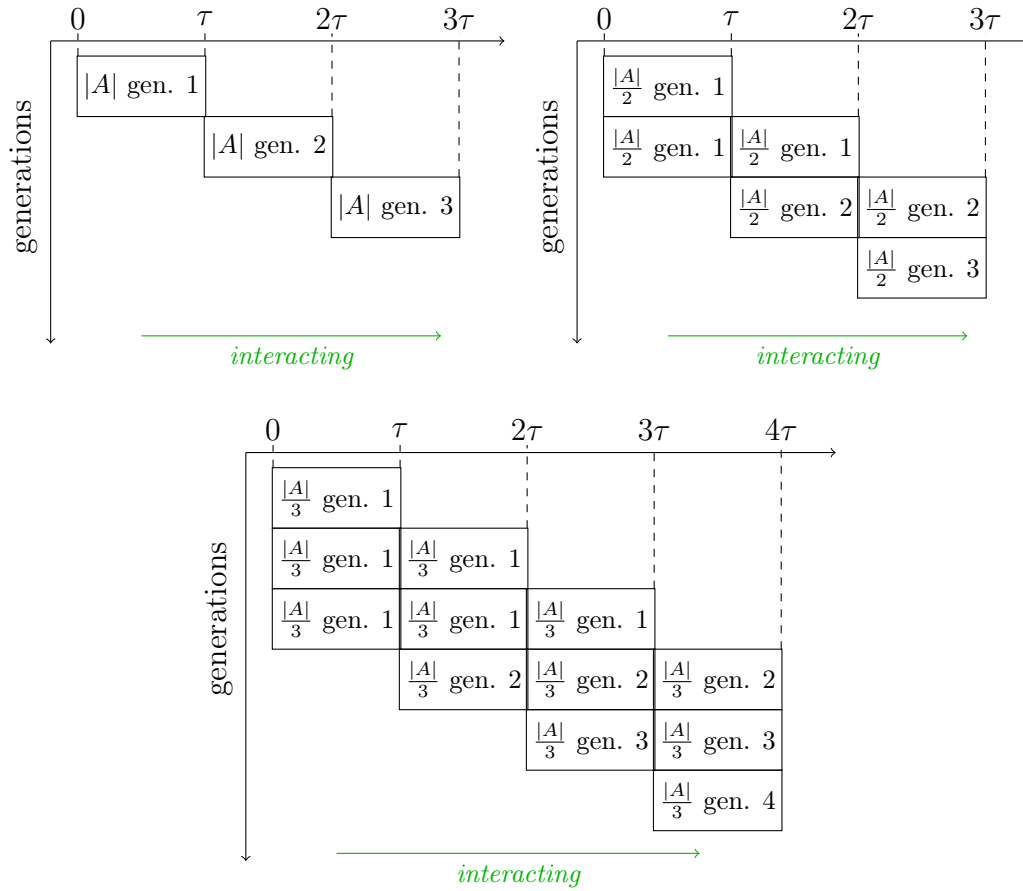 0 τ 2τ 3τ
|A| gen. 1
|A| gen. 2
|A| gen. 3
generations
interacting
0 τ 2τ 3τ
|A|/2 gen. 1
|A|/2 gen. 1 |A|/2 gen. 1
|A|/2 gen. 2 |A|/2 gen. 2
|A|/2 gen. 3
generations
interacting
0 τ 2τ 3τ 4τ
|A|/3 gen. 1
|A|/3 gen. 1 |A|/3 gen. 1
|A|/3 gen. 1 |A|/3 gen. 1 |A|/3 gen. 1
|A|/3 gen. 2 |A|/3 gen. 2 |A|/3 gen. 2
|A|/3 gen. 3 |A|/3 gen. 3
|A|/3 gen. 4
generations
interacting